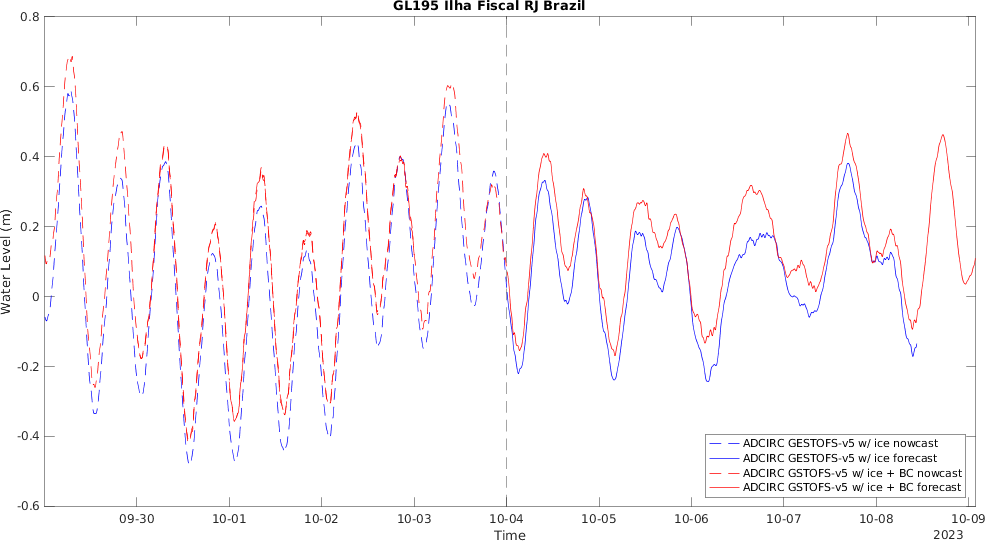 GL195 Ilha Fiscal RJ Brazil
0.8
0.6
0.4
0.2
0
-0.2
-0.4
-0.6
Water Level (m)
ADCIRC GESTOFS-v5 w/ ice nowcast
ADCIRC GESTOFS-v5 w/ ice forecast
ADCIRC GSTOFS-v5 w/ ice + BC nowcast
ADCIRC GSTOFS-v5 w/ ice + BC forecast
09-30 10-01 10-02 10-03 10-04 10-05 10-06 10-07 10-08 10-09
Time
2023